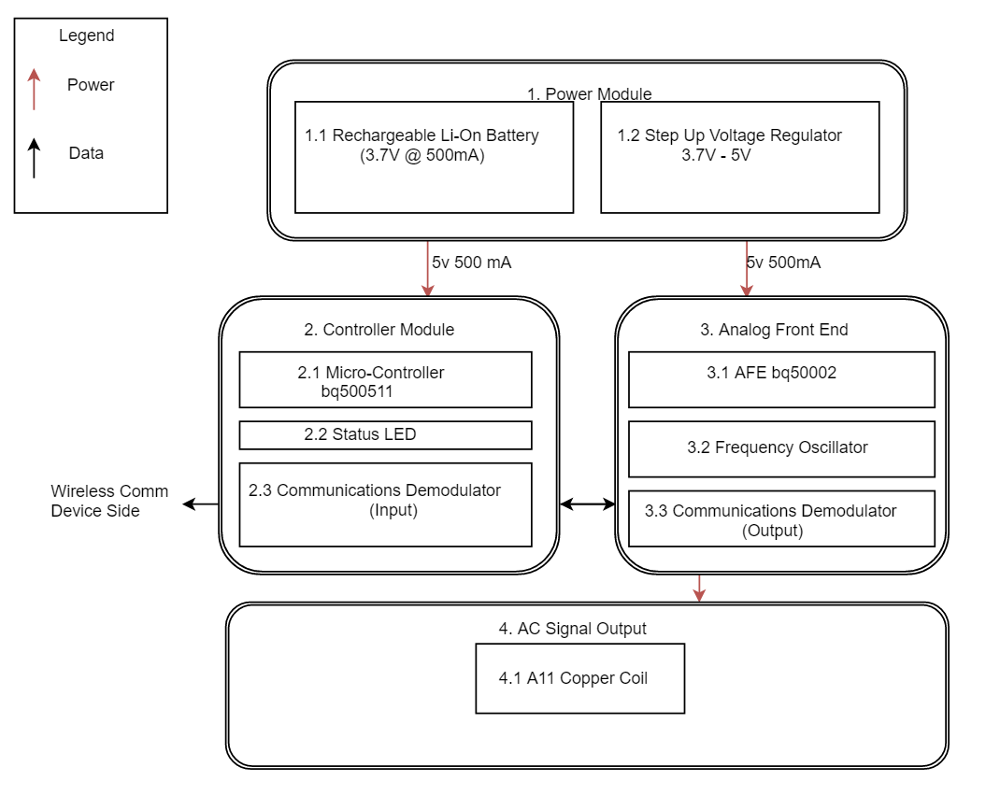 Legend
Power
Data
1. Power Module
1.1 Rechargeable Li-On Battery
(3.7V @ 500mA)
1.2 Step Up Voltage Regulator
3.7V - 5V
5v 500 mA
5v 500mA
2. Controller Module
2.1 Micro-Controller
bq500511
2.2 Status LED
2.3 Communications Demodulator
(Input)
Wireless Comm
Device Side
3. Analog Front End
3.1 AFE bq50002
3.2 Frequency Oscillator
3.3 Communications Demodulator
(Output)
4. AC Signal Output
4.1 A11 Copper Coil